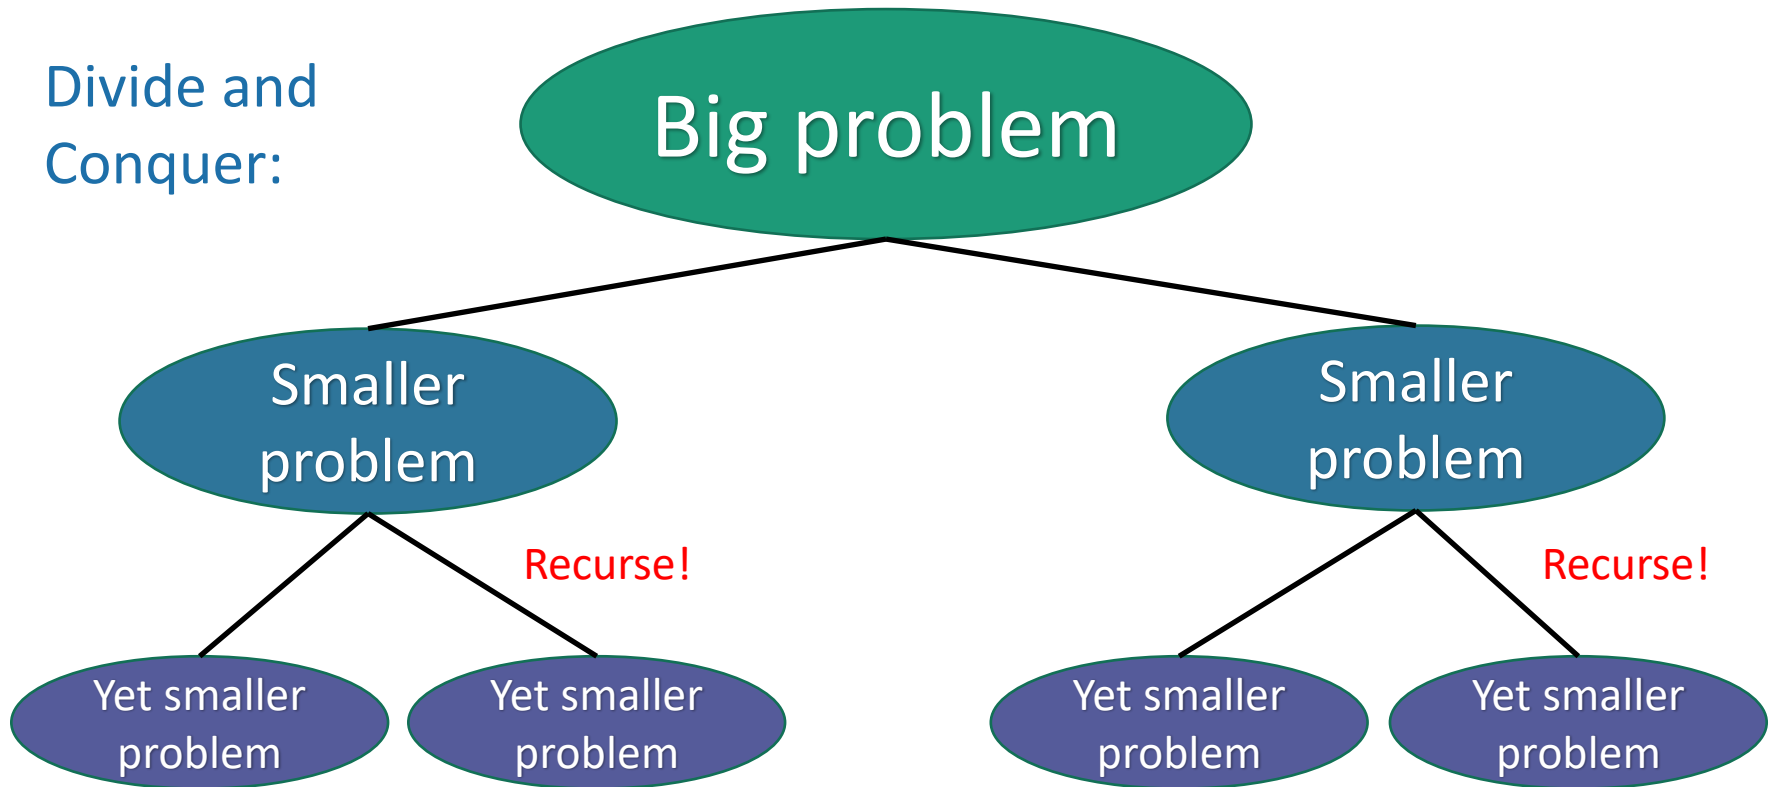 Divide and
Conquer:
Big problem
Smaller
problem
Smaller
problem
Recurse!
Recurse!
Yet smaller
problem
Yet smaller
problem
Yet smaller
problem
Yet smaller
problem